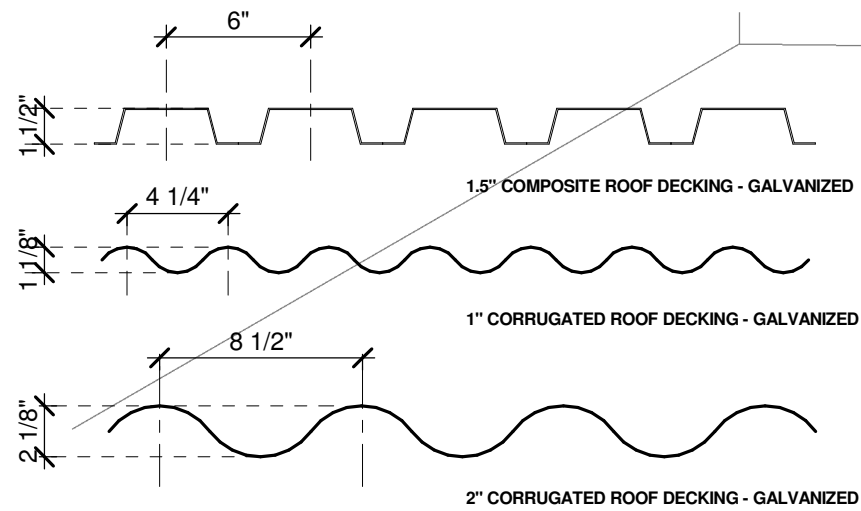 6"
1 1/2"
1.5" COMPOSITE ROOF DECKING - GALVANIZED
4 1/4"
1 1/8"
1" CORRUGATED ROOF DECKING - GALVANIZED
8 1/2"
2 1/8"
2" CORRUGATED ROOF DECKING - GALVANIZED